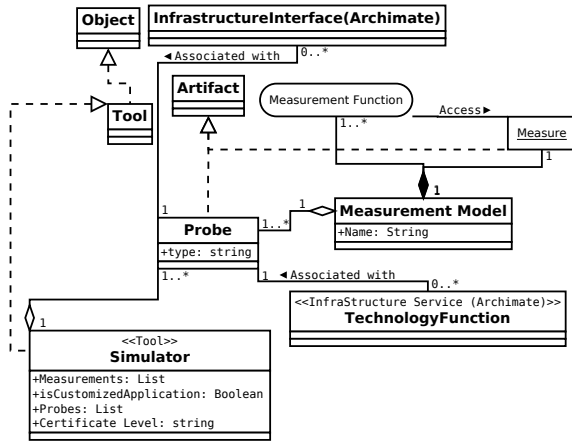 Object
InfrastructureInterface(Archimate)
◄Associated with
0..*
Tool
Artifact
Measurement Function
Access►
1..*
Measure
1
1
1
Probe
+type: string
1..*
1
Measurement Model
+Name: String
1..*
1
◄Associated with
0..*
<<InfraStructure Service (Archimate)>>
TechnologyFunction
1
<<Tool>>
Simulator
+Measurements: List
+isCustomizedApplication: Boolean
+Probes: List
+Certificate Level: string